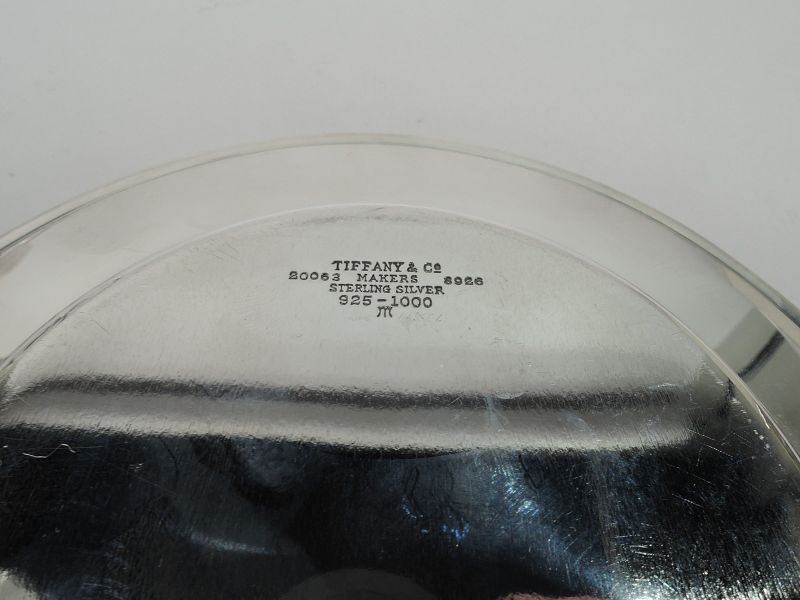 TIFFANY & Co
20063 MAKERS 8926
STERLING SILVER
925-1000
m